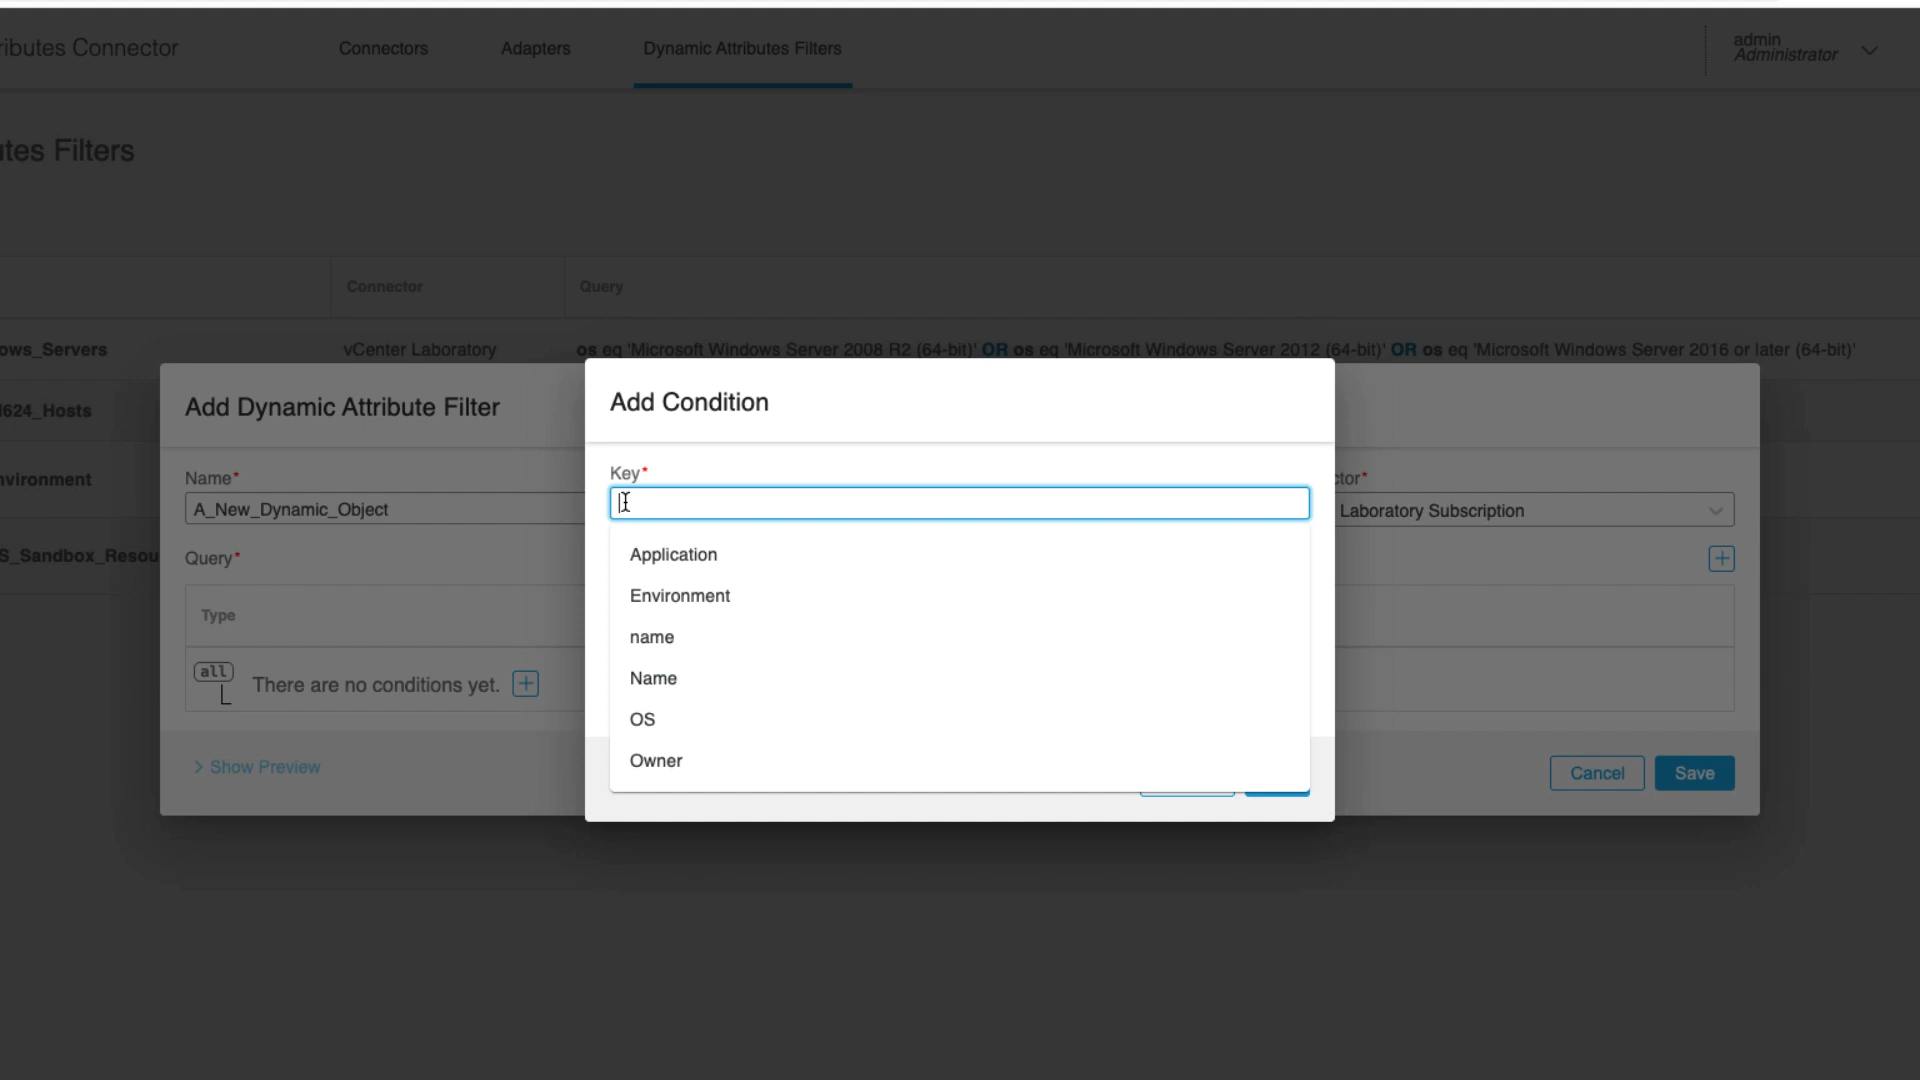 ributes Connector
Connectors
Adapters
Dynamic Attributes Filters
admin
Administrator
utes Filters
Connector
Query
ows_Servers
vCenter Laboratory
os eq 'Microsoft Windows Server 2008 R2 (64-bit)' OR os eq 'Microsoft Windows Server 2012 (64-bit)' OR os eq 'Microsoft Windows Server 2016 or later (64-bit)'
624_Hosts
nvironment
S_Sandbox_Resou
Add Dynamic Attribute Filter
Name*
A_New_Dynamic_Object
ctor*
Laboratory Subscription
Query*
Type
all
There are no conditions yet.
> Show Preview
Cancel
Save
Add Condition
Key*
Application
Environment
name
Name
OS
Owner